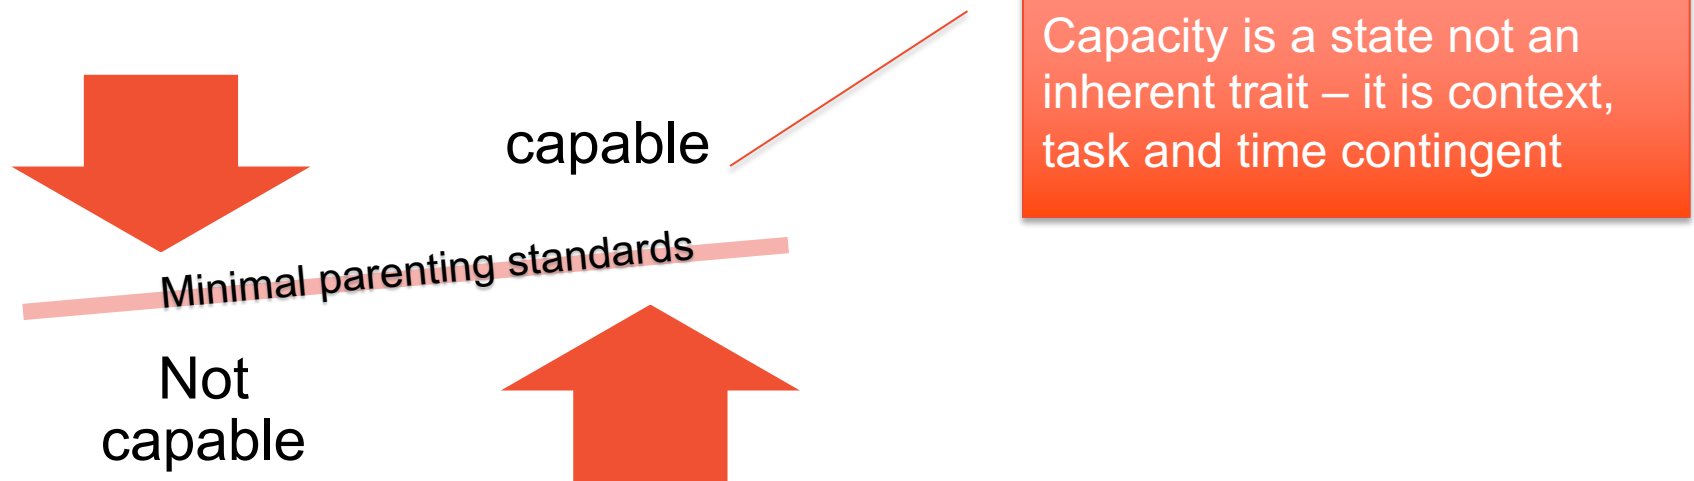 capable
Minimal parenting standards
Not
capable
Capacity is a state not an
inherent trait – it is context,
task and time contingent